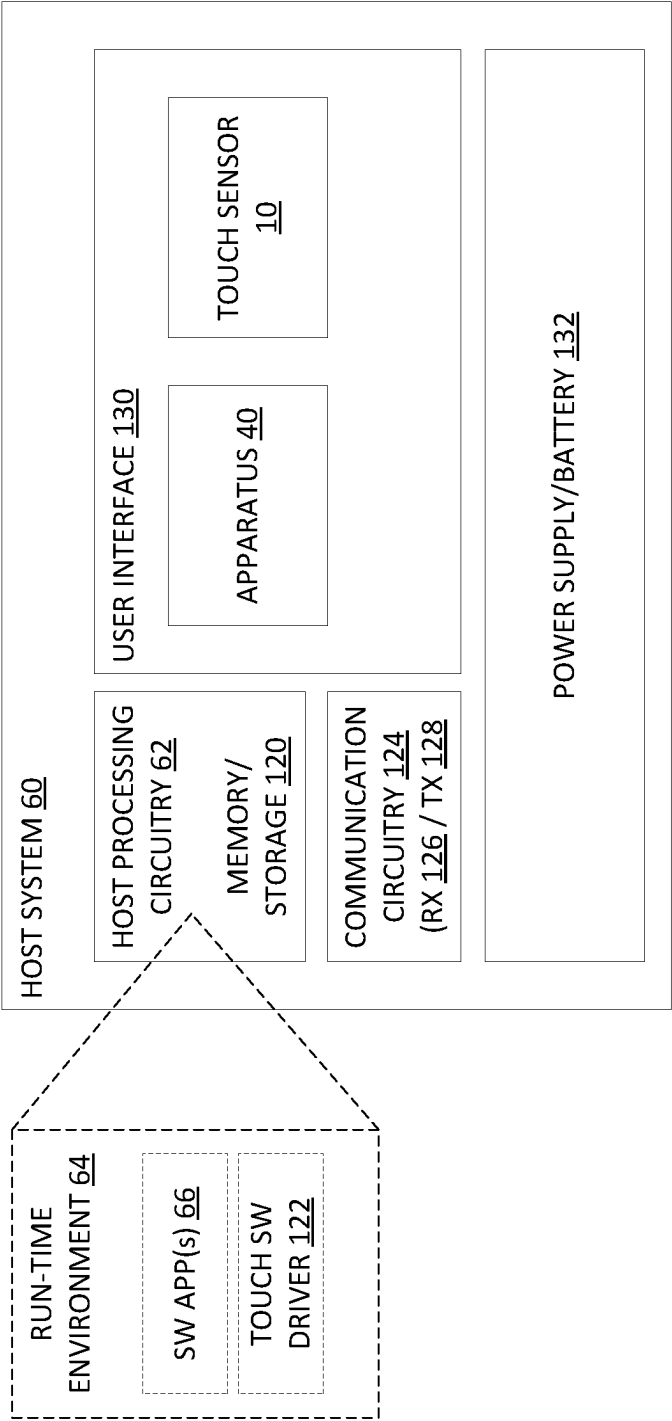 RUN-TIME
ENVIRONMENT 64
SW APP(s) 66
TOUCH SW
DRIVER 122
HOST SYSTEM 60
HOST PROCESSING
CIRCUITRY 62
MEMORY/
STORAGE 120
COMMUNICATION
CIRCUITRY 124
(RX 126 / TX 128
USER INTERFACE 130
APPARATUS 40
TOUCH SENSOR
10
POWER SUPPLY/BATTERY 132